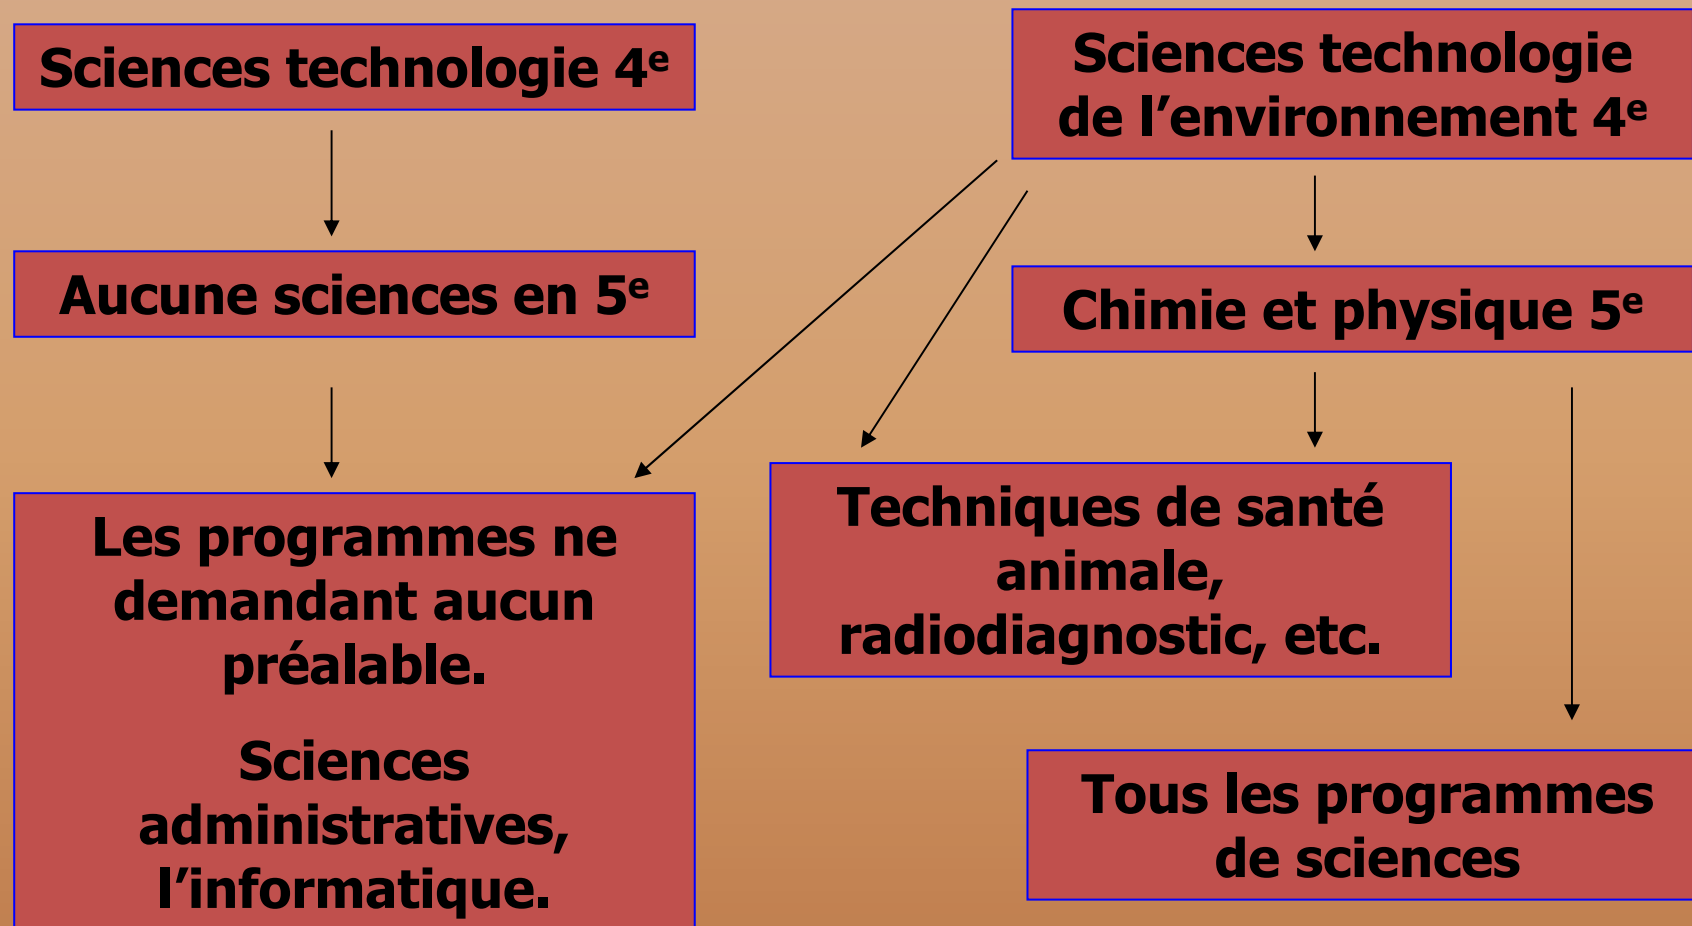 Sciences technologie 4ᵉ
Sciences technologie
de l’environnement 4ᵉ
Aucune sciences en 5ᵉ
Chimie et physique 5ᵉ
Les programmes ne
demandant aucun
préalable.
Sciences
administratives,
l’informatique.
Techniques de santé
animale,
radiodiagnostic, etc.
Tous les programmes
de sciences